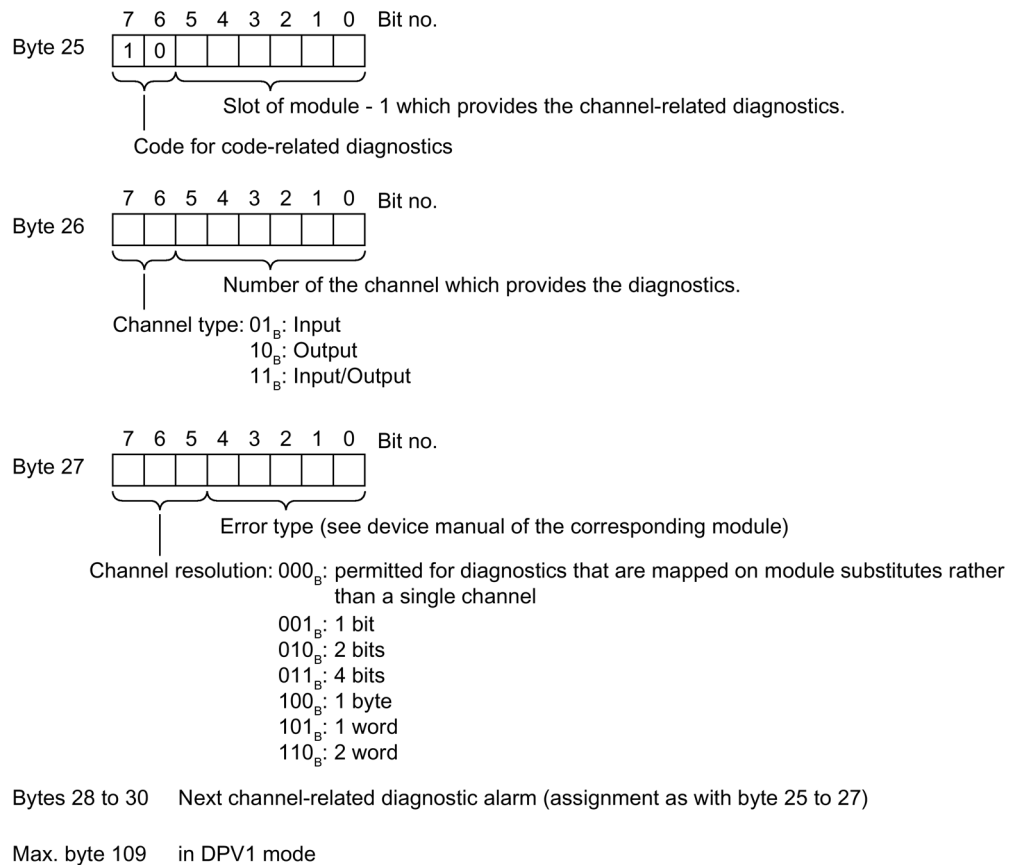 7 6 5 4 3 2 1 0 Bit no.
Byte 25 1 0
Slot of module - 1 which provides the channel-related diagnostics.
Code for code-related diagnostics
7 6 5 4 3 2 1 0 Bit no.
Byte 26
Number of the channel which provides the diagnostics.
Channel type: 01B: Input
10B: Output
11B: Input/Output
7 6 5 4 3 2 1 0 Bit no.
Byte 27
Error type (see device manual of the corresponding module)
Channel resolution: 000B: permitted for diagnostics that are mapped on module substitutes rather
than a single channel
001B: 1 bit
010B: 2 bits
011B: 4 bits
100B: 1 byte
101B: 1 word
110B: 2 word
Bytes 28 to 30 Next channel-related diagnostic alarm (assignment as with byte 25 to 27)
Max. byte 109 in DPV1 mode